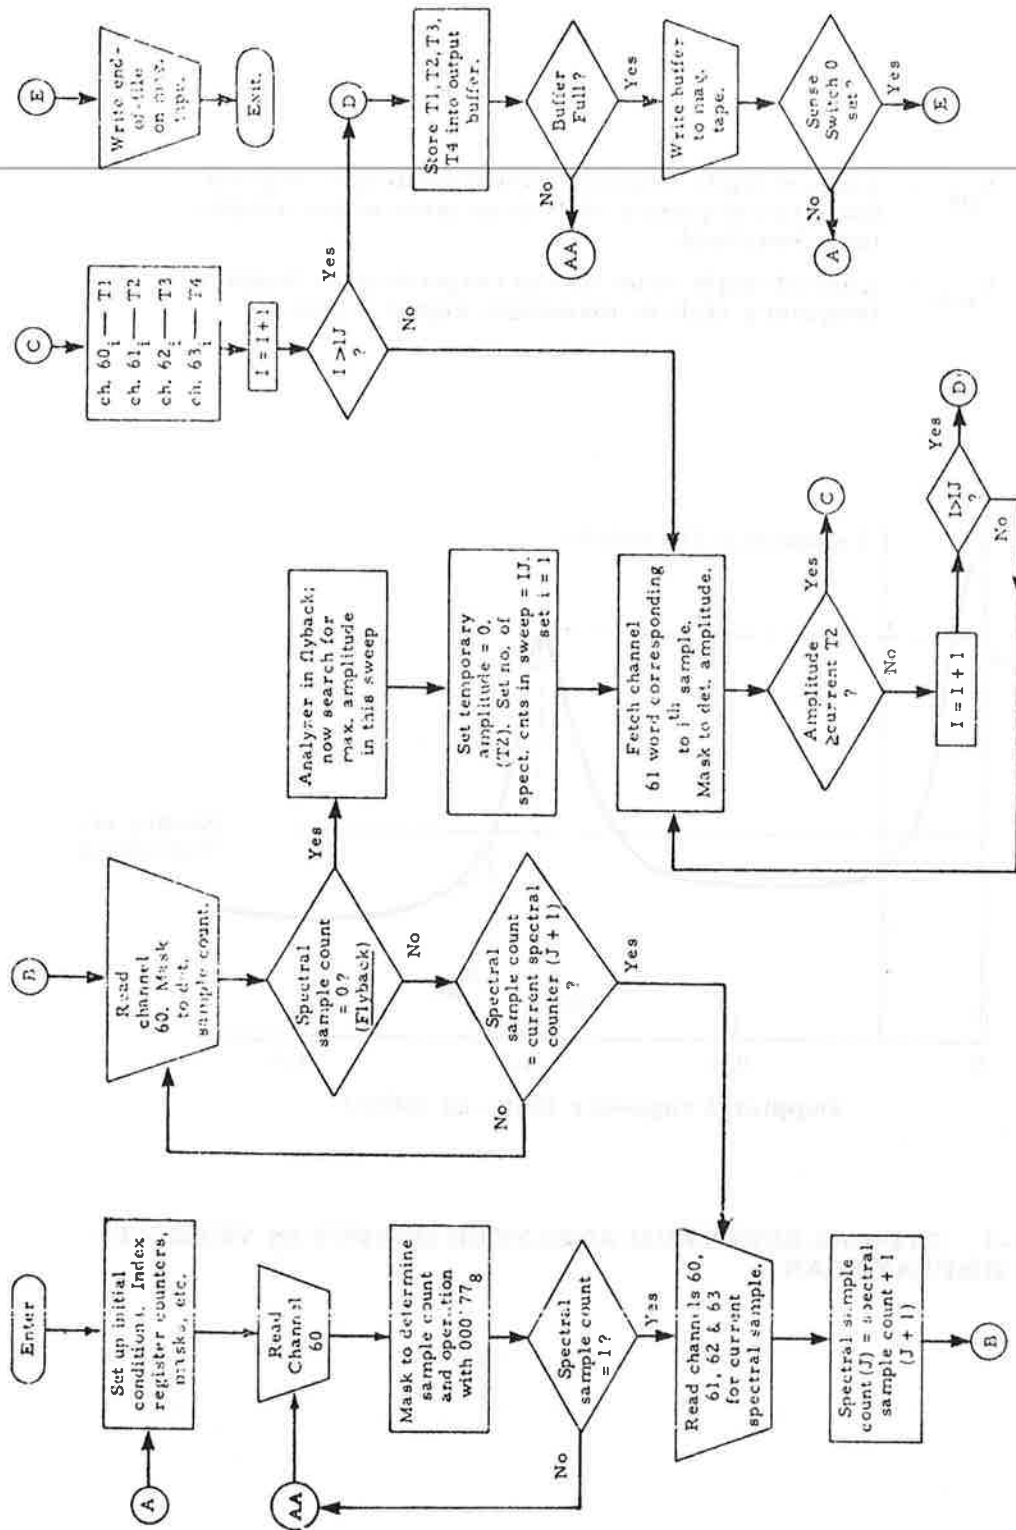 Enter
A
Set up initial
conditions. Index
register counters,
masks, etc.
AA
Read
Channel
60
Mask to determine
sample count
and operation
with 000 77 8
Spectral
sample count
= 1 ?
No
Yes
Read channels 60,
61, 62 & 63
for current
spectral sample.
Spectral sample
count(J) = spectral
sample count + 1
(J + 1)
B
B
Read
channel
60. Mask
to det.
sample count.
Spectral
sample count
= 0 ?
(Flyback)
Yes
No
Spectral
sample count
= current spectral
counter (J + 1)
?
No
Yes
Analyzer in flyback;
now search for
max. amplitude
in this sweep
Set temporary
amplitude = 0.
(T2). Set no. of
spect. cnts in sweep = IJ.
set i = 1
Fetch channel
61 word corresponding
to i th sample.
Mask to det. amplitude.
Amplitude
≥current T2
?
Yes
C
No
I = I + 1
I>IJ
?
Yes
D
No
C
ch. 60 i — T1
ch. 61 i — T2
ch. 62 i — T3
ch. 63 i — T4
I = I + 1
I > IJ
?
Yes
No
E
Write end-
of-file
on mag.
tape.
Exit.
D
Store T1, T2, T3,
T4 into output
buffer.
Buffer
Full?
No
AA
Yes
Write buffer
to mag.
tape.
Sense
Switch 0
set?
No
A
Yes
E